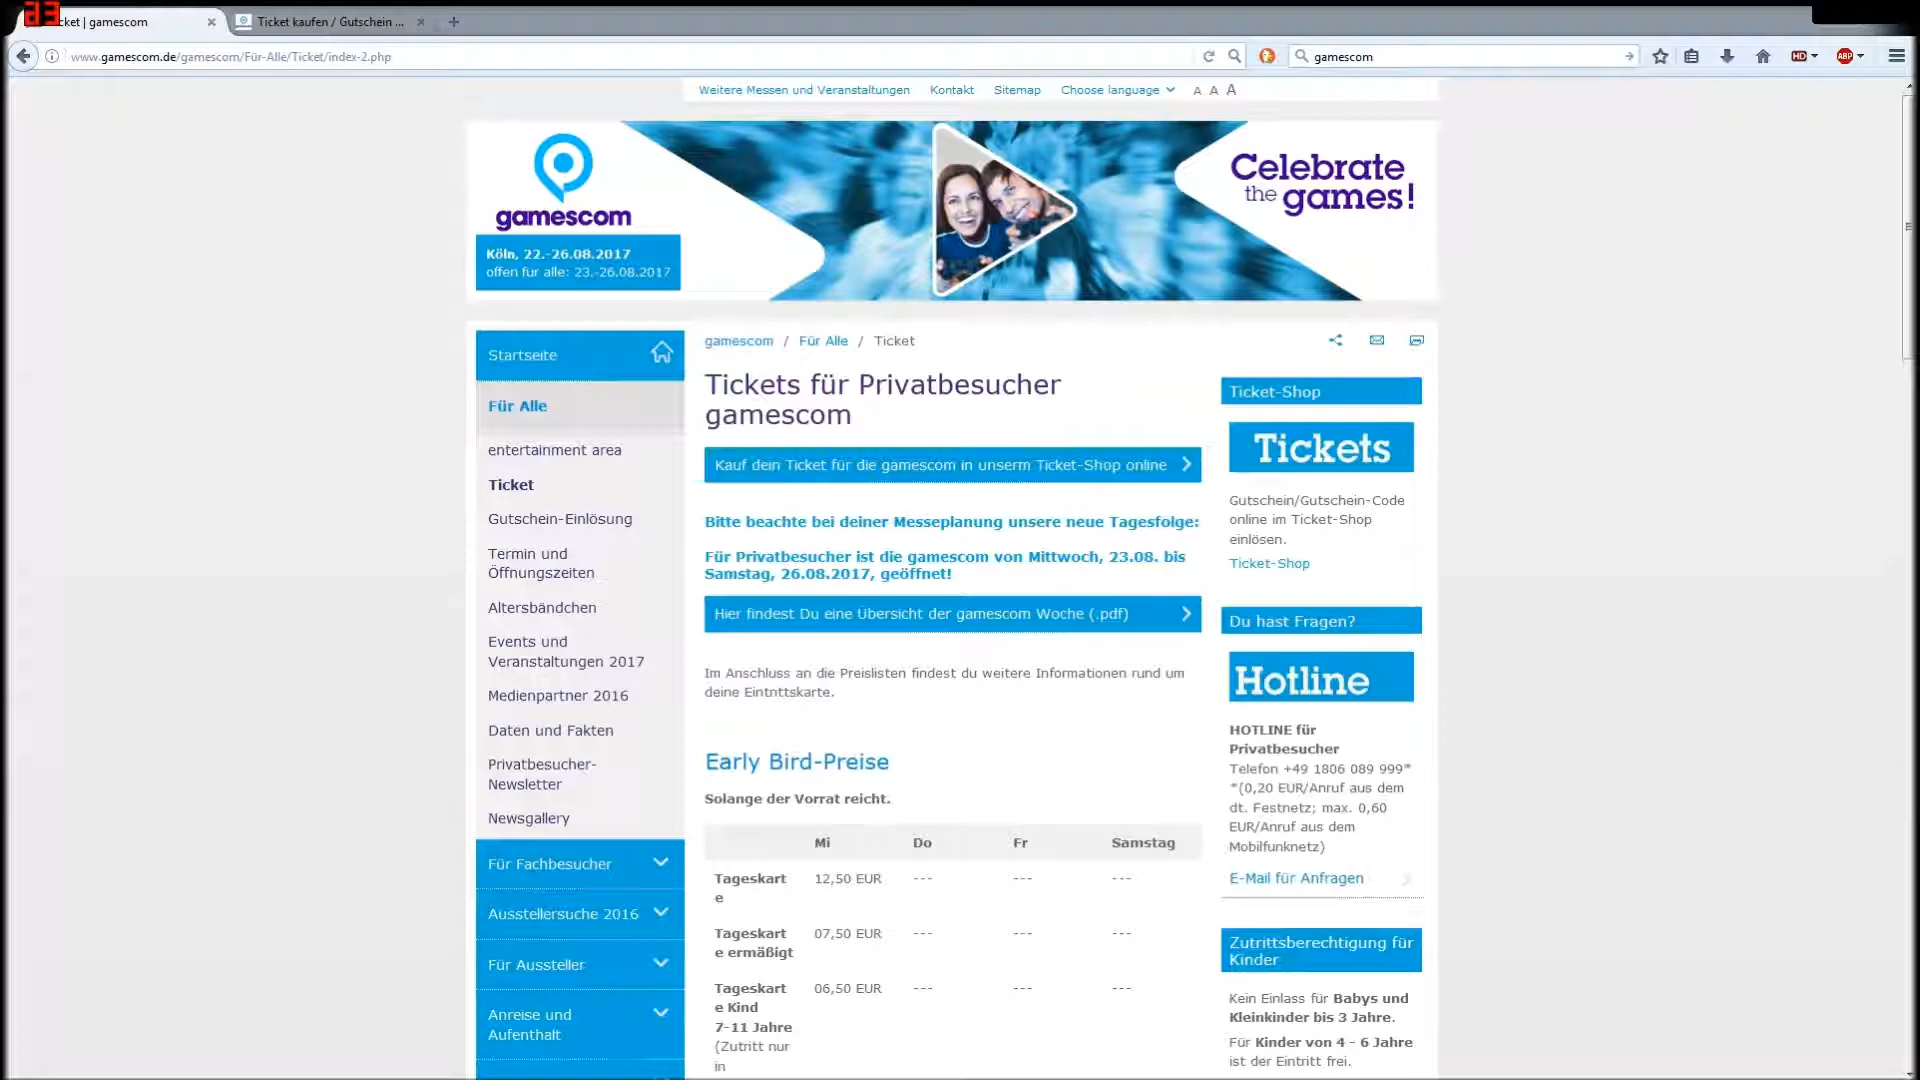 cket | gamescom
Ticket kaufen / Gutschein ...
www.gamescom.de/gamescom/Für-Alle/Ticket/index-2.php
gamescom
HD
ABP
Weitere Messen und Veranstaltungen Kontakt Sitemap Choose language A A A
gamescom
Köln, 22.-26.08.2017
offen für alle: 23.-26.08.2017
Celebrate
the games!
Startseite
Für Alle
entertainment area
Ticket
Gutschein-Einlösung
Termin und
Öffnungszeiten
Altersbändchen
Events und
Veranstaltungen 2017
Medienpartner 2016
Daten und Fakten
Privatbesucher-
Newsletter
Newsgallery
Für Fachbesucher
Ausstellersuche 2016
Für Aussteller
Anreise und
Aufenthalt
gamescom / Für Alle / Ticket
Tickets für Privatbesucher
gamescom
Kauf dein Ticket für die gamescom in unserm Ticket-Shop online
Bitte beachte bei deiner Messeplanung unsere neue Tagesfolge:
Für Privatbesucher ist die gamescom von Mittwoch, 23.08. bis
Samstag, 26.08.2017, geöffnet!
Hier findest Du eine Übersicht der gamescom Woche (.pdf)
Im Anschluss an die Preislisten findest du weitere Informationen rund um
deine Eintrittskarte.
Early Bird-Preise
Solange der Vorrat reicht.
Mi Do Fr Samstag
Tageskart 12,50 EUR --- --- ---
e
Tageskart 07,50 EUR --- --- ---
e ermäßigt
Tageskart 06,50 EUR --- --- ---
e Kind
7-11 Jahre
(Zutritt nur
in
Ticket-Shop
Tickets
Gutschein/Gutschein-Code
online im Ticket-Shop
einlösen.
Ticket-Shop
Du hast Fragen?
Hotline
HOTLINE für
Privatbesucher
Telefon +49 1806 089 999*
*(0,20 EUR/Anruf aus dem
dt. Festnetz; max. 0,60
EUR/Anruf aus dem
Mobilfunknetz)
E-Mail für Anfragen
Zutrittsberechtigung für
Kinder
Kein Einlass für Babys und
Kleinkinder bis 3 Jahre.
Für Kinder von 4 - 6 Jahre
ist der Eintritt frei.